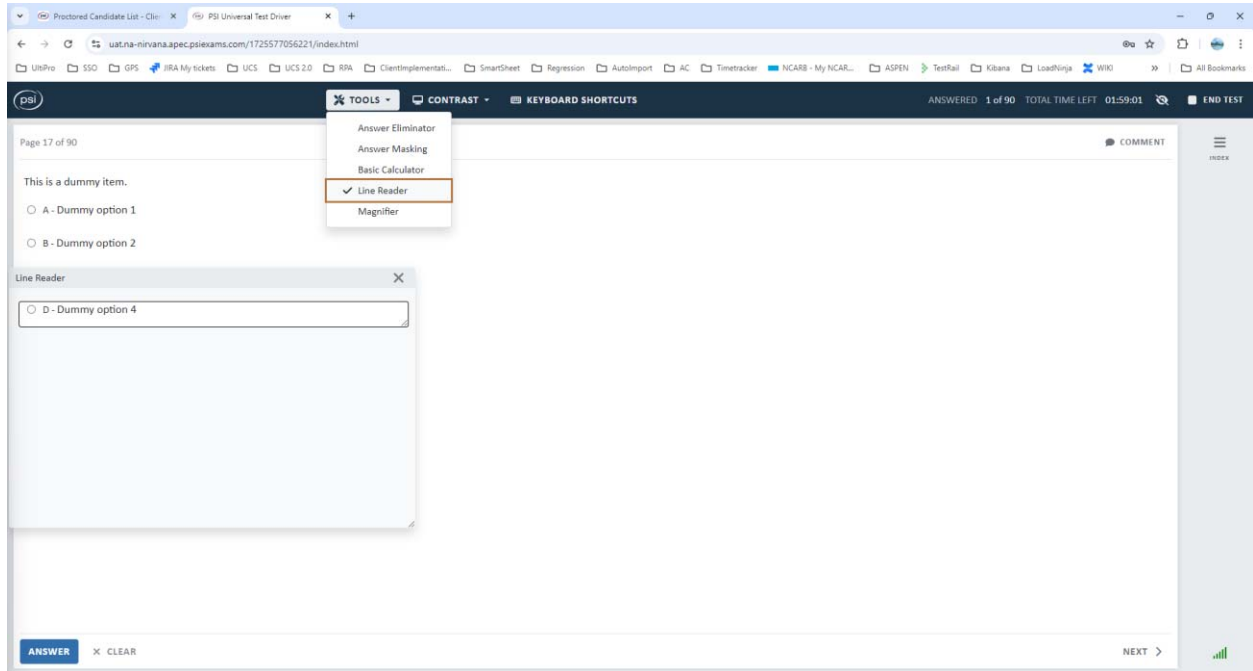 Proctored Candidate List - Clie
PSI Universal Test Driver
uat.na-nirvana.apec.psiexams.com/1725577056221/index.html
UltiPro SSO GPS JIRA My tickets UCS UCS 2.0 RPA ClientImplementati... SmartSheet Regression AutoImport AC Timetracker NCARB - My NCAR... ASPEN TestRail Kibana LoadNinja WIKI » All Bookmarks
psi TOOLS CONTRAST KEYBOARD SHORTCUTS ANSWERED 1 of 90 TOTAL TIME LEFT 01:59:01 END TEST
Answer Eliminator
Page 17 of 90
Answer Masking
COMMENT
INDEX
Basic Calculator
This is a dummy item.
Line Reader
A - Dummy option 1
Magnifier
B - Dummy option 2
Line Reader
D - Dummy option 4
ANSWER X CLEAR NEXT >